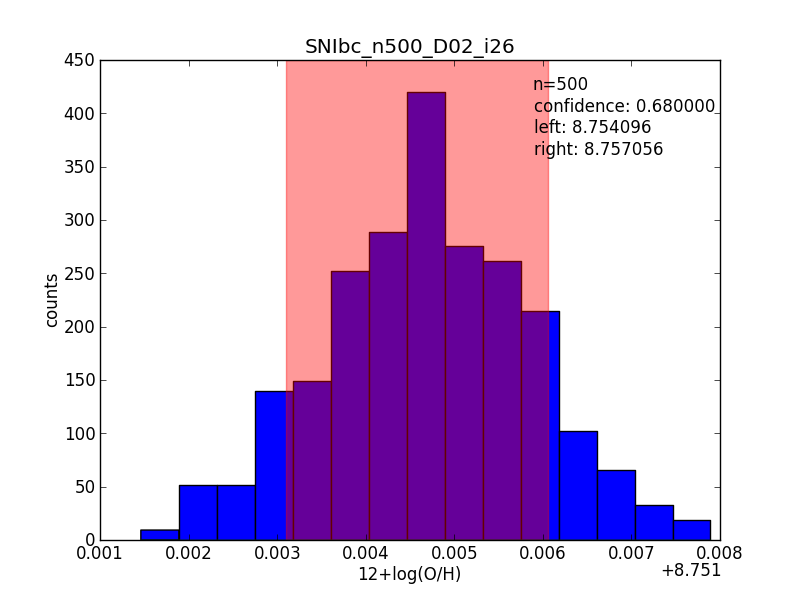 SNIbc_n500_D02_i26
n=500
confidence: 0.680000
left: 8.754096
right: 8.757056
counts
450
400
350
300
250
200
150
100
50
0
0.001 0.002 0.003 0.004 0.005 0.006 0.007 0.008
+8.751
12+log(O/H)